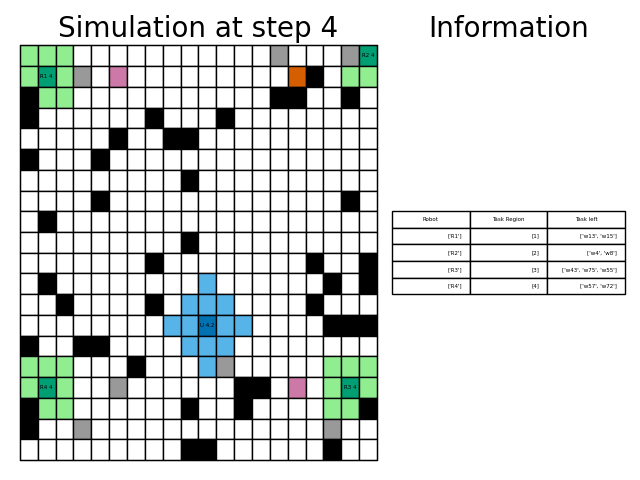 Simulation at step 4
Information
R2 4
R1 4
U 4.2
R4 4
R3 4
Robot Task Region Task left
['R1'] [1] ['w13', 'w15']
['R2'] [2] ['w4', 'w8']
['R3'] [3] ['w43', 'w75', 'w55']
['R4'] [4] ['w57', 'w72']